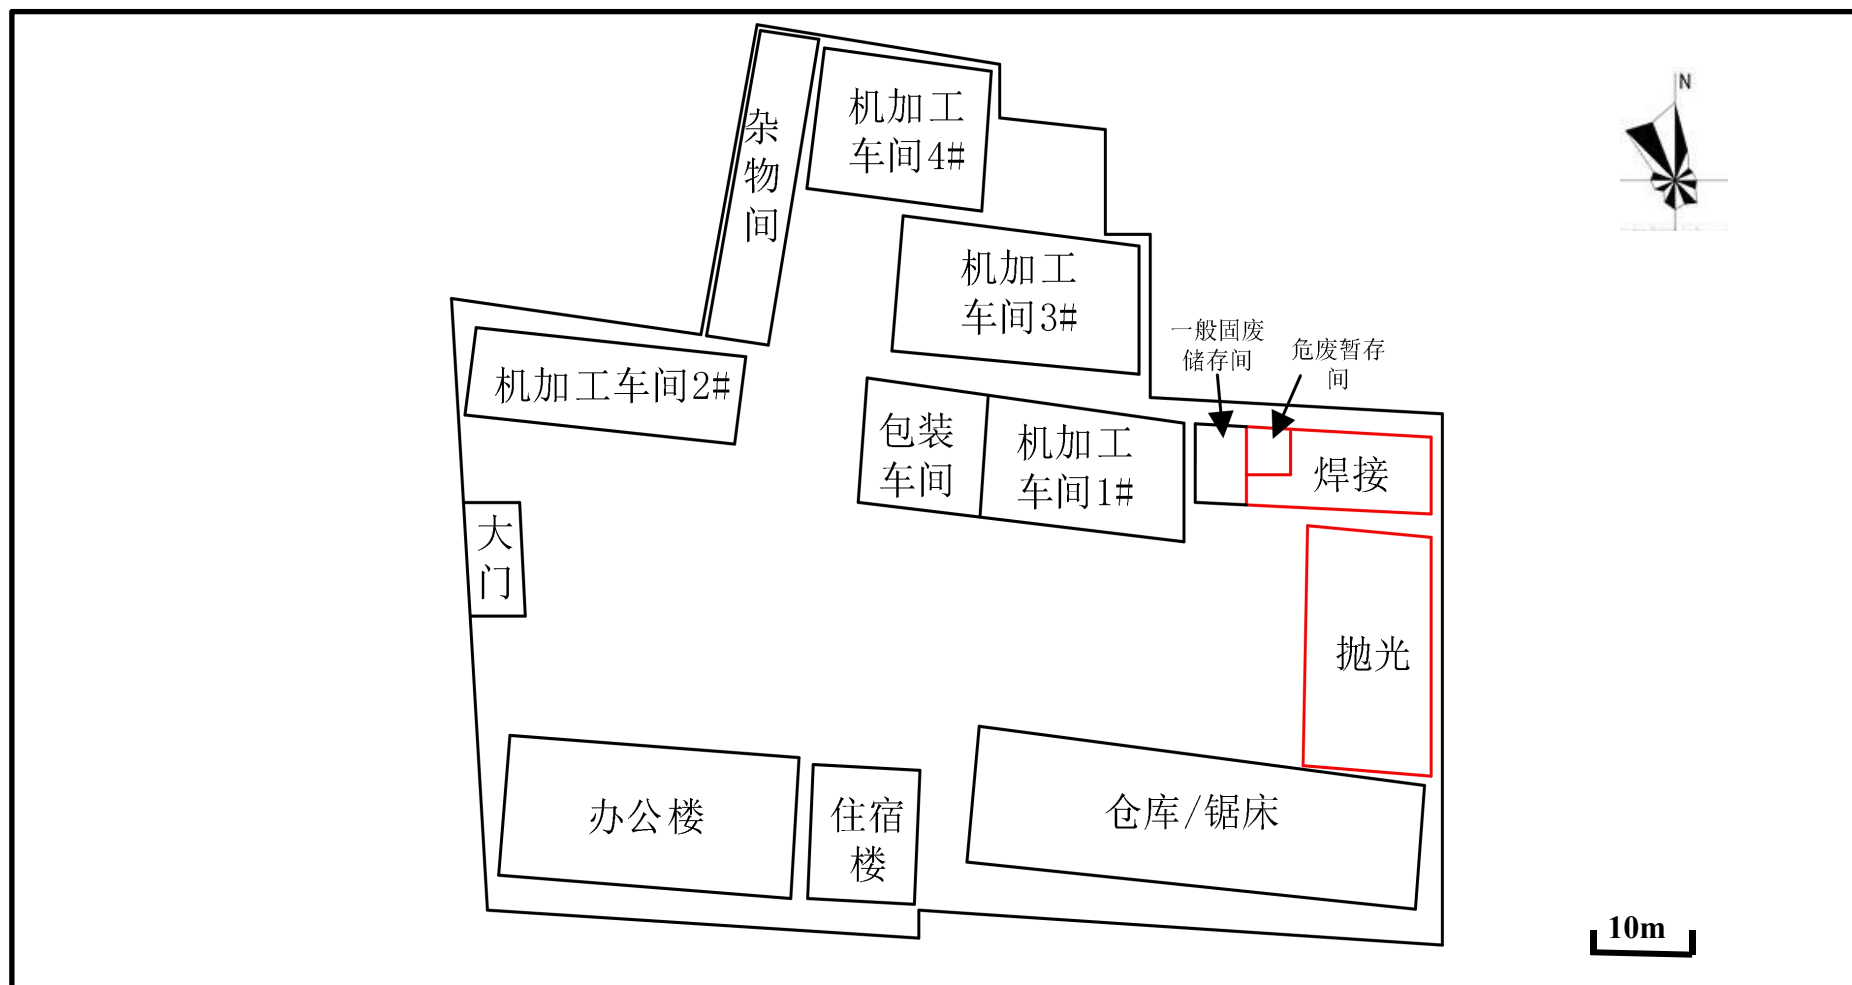 N
机加工
车间4#
杂
物
间
机加工
车间3#
一般固废
储存间
危废暂存
间
机加工车间2#
包装
车间
机加工
车间1#
焊接
大
门
抛光
办公楼
住宿
楼
仓库/锯床
10m